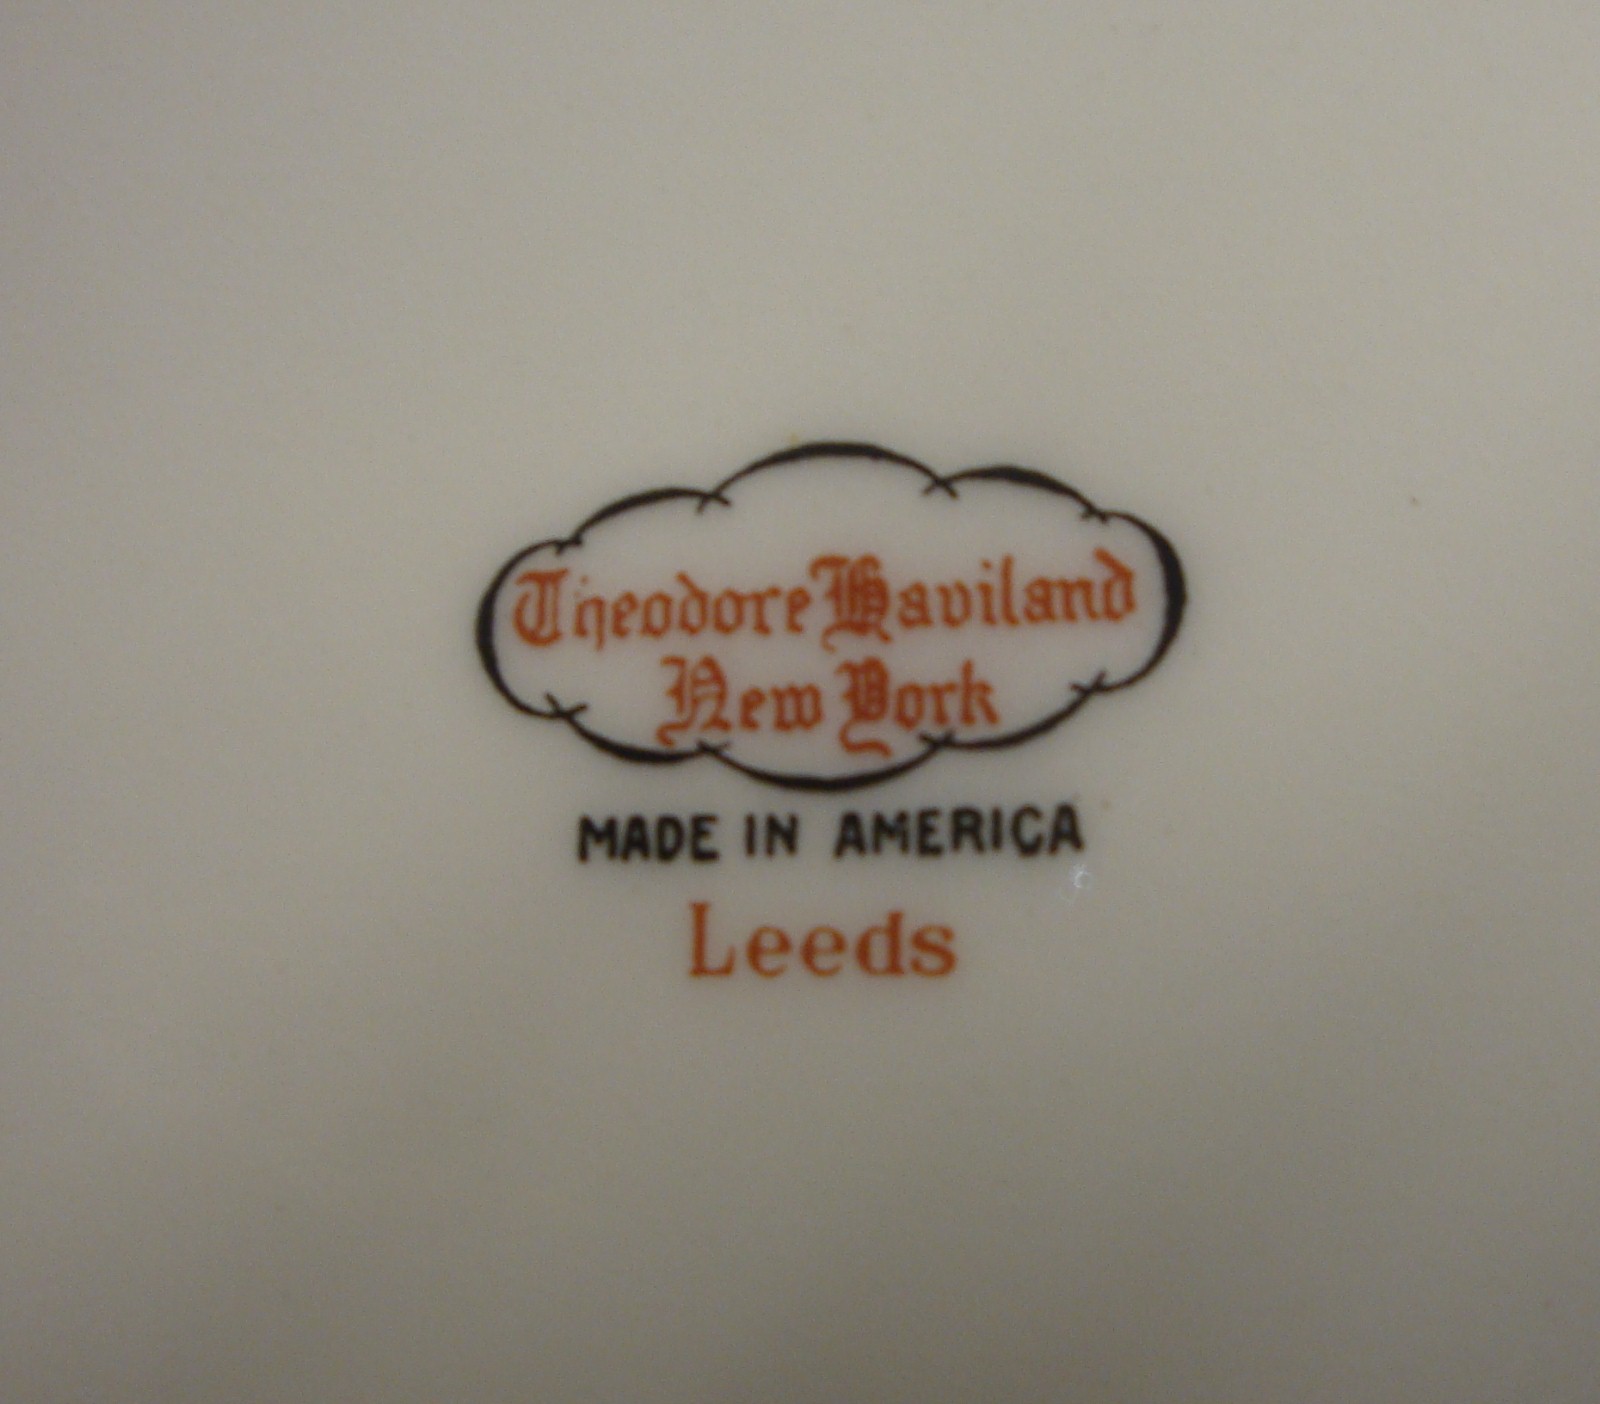 Theodore Haviland
New York
MADE IN AMERICA
Leeds